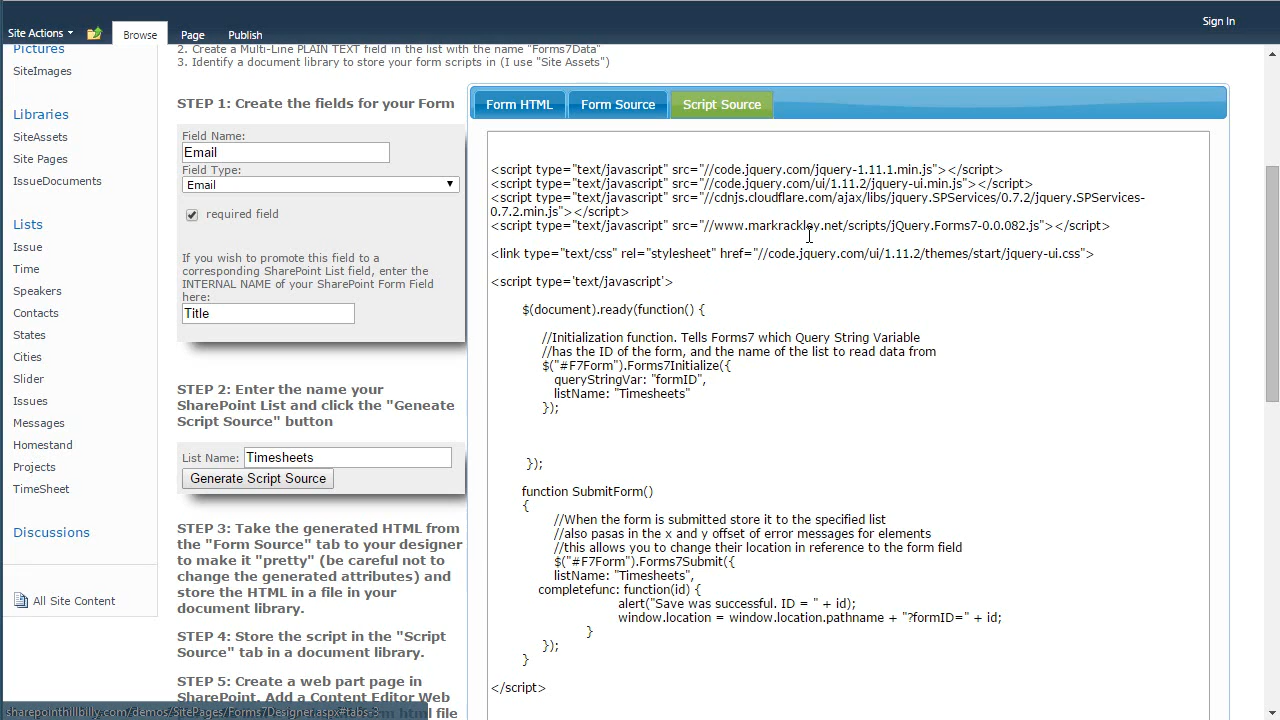 Sign In
Site Actions
Browse
Page
Publish
Pictures
SiteImages
Libraries
SiteAssets
Site Pages
IssueDocuments
Lists
Issue
Time
Speakers
Contacts
States
Cities
Slider
Issues
Messages
Homestand
Projects
TimeSheet
Discussions
All Site Content
2. Create a Multi-Line PLAIN TEXT field in the list with the name "Forms7Data"
3. Identify a document library to store your form scripts in (I use "Site Assets")
STEP 1: Create the fields for your Form
Field Name:
Email
Field Type:
Email
required field
If you wish to promote this field to a
corresponding SharePoint List field, enter the
INTERNAL NAME of your SharePoint Form Field
here:
Title
STEP 2: Enter the name your
SharePoint List and click the "Geneate
Script Source" button
List Name: Timesheets
Generate Script Source
STEP 3: Take the generated HTML from
the "Form Source" tab to your designer
to make it "pretty" (be careful not to
change the generated attributes) and
store the HTML in a file in your
document library.
STEP 4: Store the script in the "Script
Source" tab in a document library.
STEP 5: Create a web part page in
SharePoint. Add a Content Editor Web
html file
Form HTML
Form Source
Script Source
<script type="text/javascript" src="//code.jquery.com/jquery-1.11.1.min.js"></script>
<script type="text/javascript" src="//code.jquery.com/ui/1.11.2/jquery-ui.min.js"></script>
<script type="text/javascript" src="//cdnjs.cloudflare.com/ajax/libs/jquery.SPServices/0.7.2/jquery.SPServices-
0.7.2.min.js"></script>
<script type="text/javascript" src="//www.markrackley.net/scripts/jQuery.Forms7-0.0.082.js"></script>
<link type="text/css" rel="stylesheet" href="//code.jquery.com/ui/1.11.2/themes/start/jquery-ui.css">
<script type='text/javascript'>
$(document).ready(function() {
//Initialization function. Tells Forms7 which Query String Variable
//has the ID of the form, and the name of the list to read data from
$("#F7Form").Forms7Initialize({
queryStringVar: "formID",
listName: "Timesheets"
});
});
function SubmitForm()
{
//When the form is submitted store it to the specified list
//also pasas in the x and y offset of error messages for elements
//this allows you to change their location in reference to the form field
$("#F7Form").Forms7Submit({
listName: "Timesheets",
completefunc: function(id) {
alert("Save was successful. ID = " + id);
window.location = window.location.pathname + "?formID=" + id;
}
});
}
</script>
sharepointhillbilly.com/demos/SitePages/Forms7Designer.aspx#tabs-3